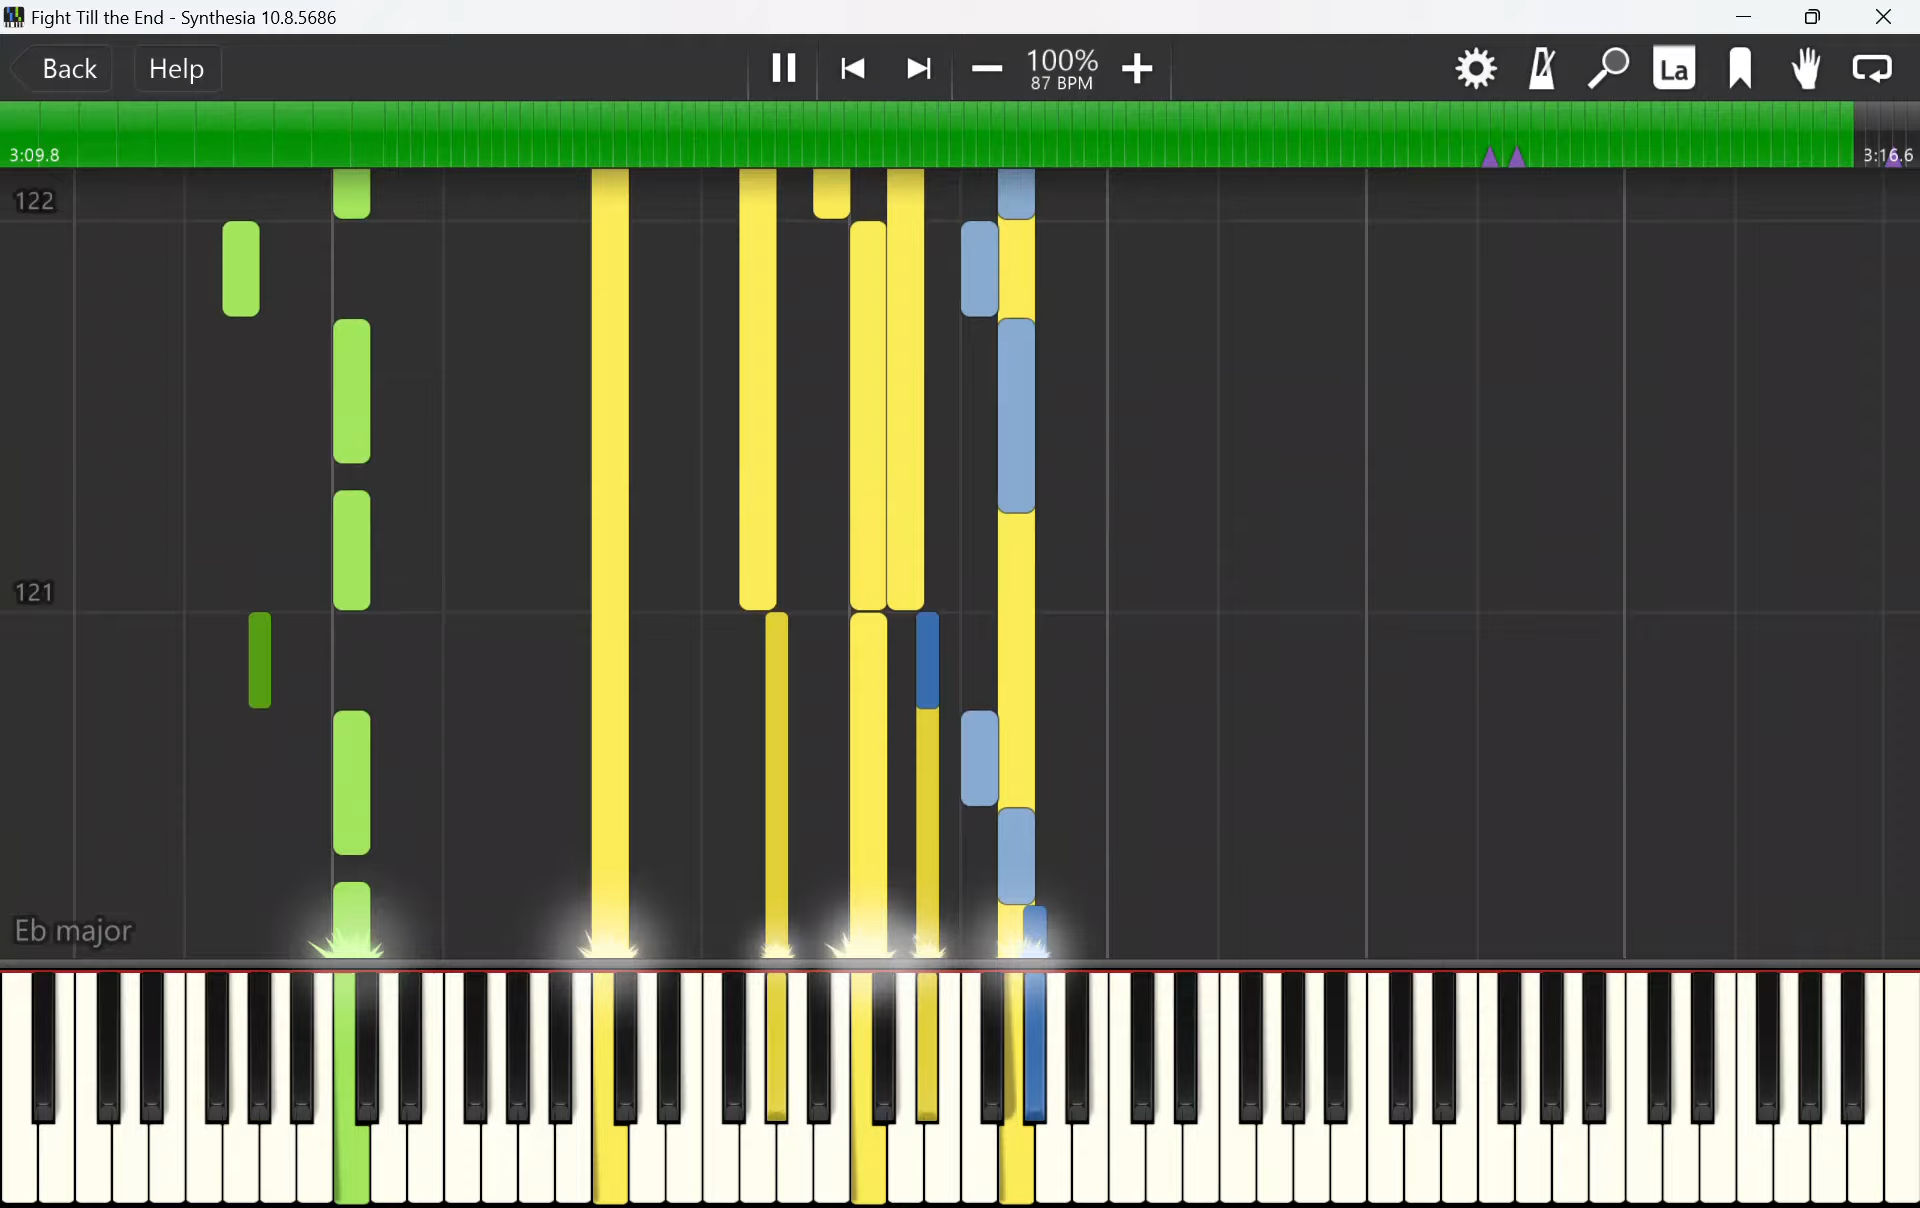 Fight Till the End - Synthesia 10.8.5686
Back
Help
100%
87 BPM
La
3:09.8
3:16.6
122
121
Eb major